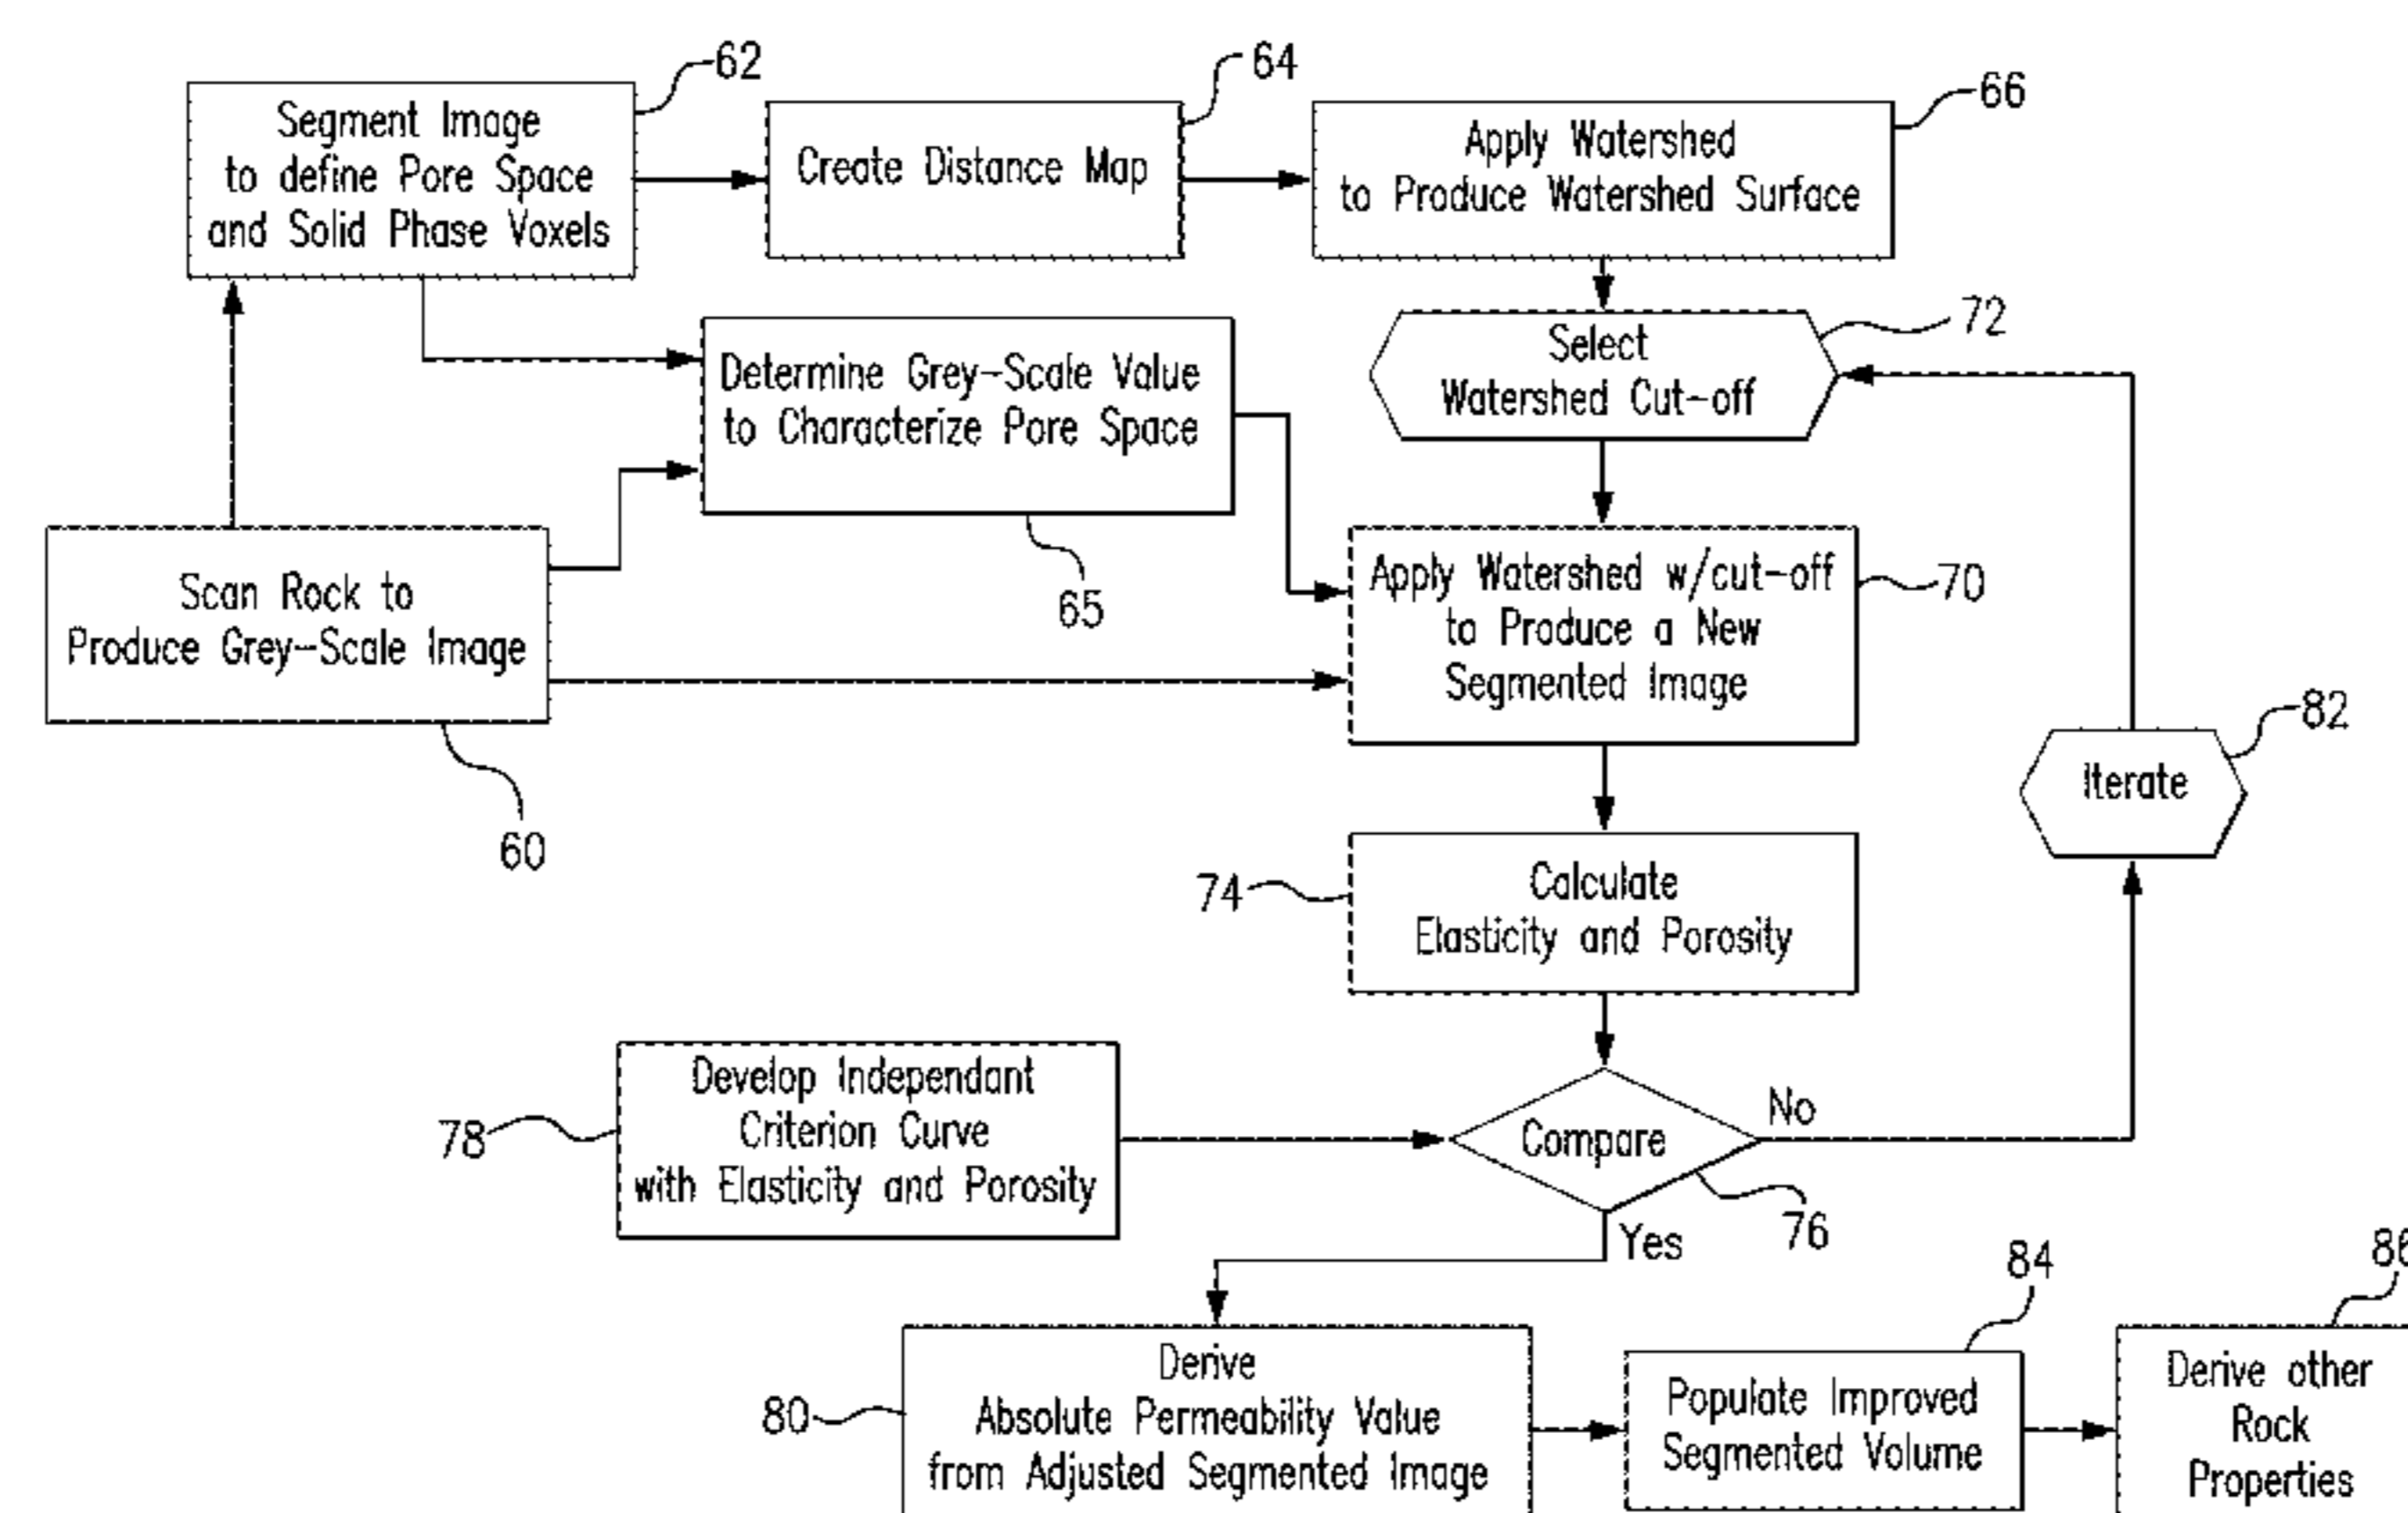 62
Segment Image
to define Pore Space
and Solid Phase Voxels
64
Create Distance Map
66
Apply Watershed
to Produce Watershed Surface
72
Select
Watershed Cut-off
Determine Grey-Scale Value
to Characterize Pore Space
65
Scan Rock to
Produce Grey-Scale Image
60
Apply Watershed w/cut-off
to Produce a New
Segmented Image
70
82
Iterate
74
Calculate
Elasticity and Porosity
78
Develop Independant
Criterion Curve
with Elasticity and Porosity
Compare
No
76
Yes
80
Derive
Absolute Permeability Value
from Adjusted Segmented Image
84
Populate Improved
Segmented Volume
86
Derive other
Rock
Properties